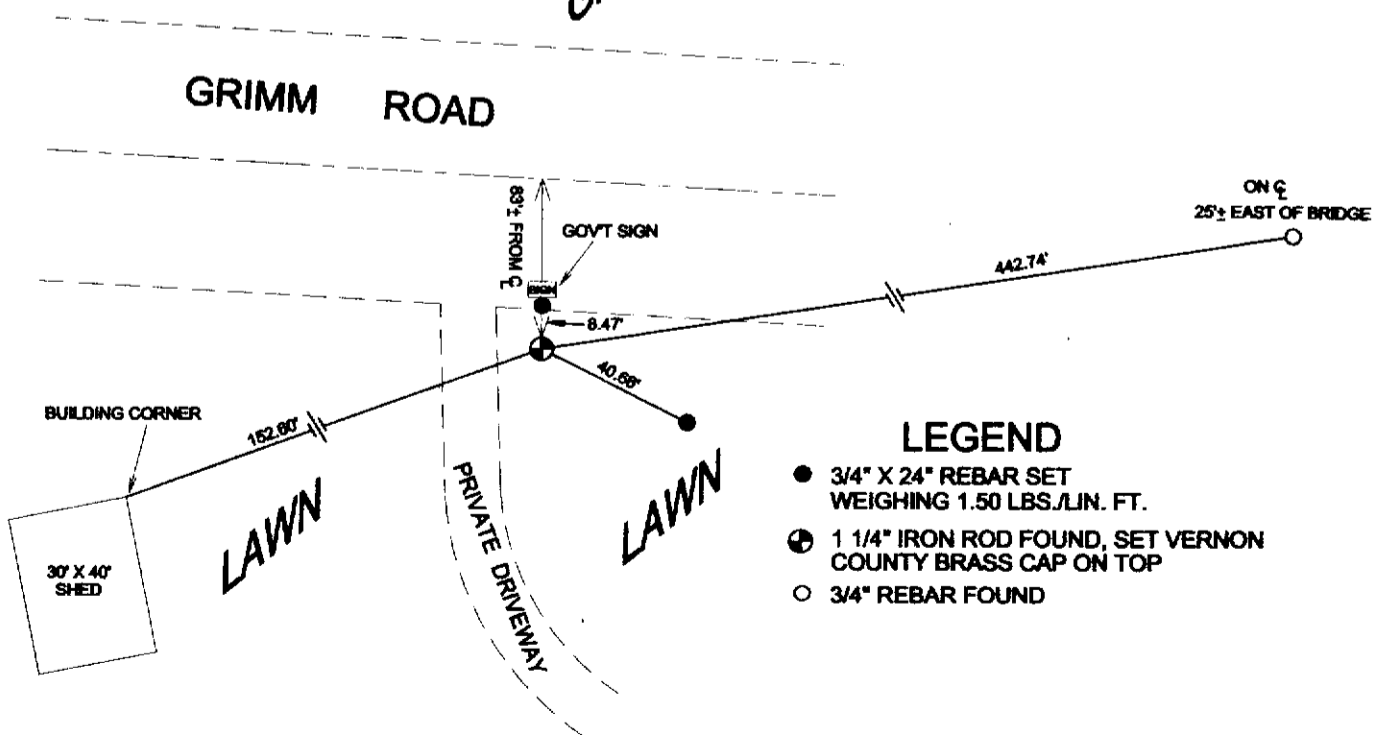 GRIMM ROAD
ON ℄
25'± EAST OF BRIDGE
83'± FROM ℄
GOV'T SIGN
SIGN
442.74'
8.47'
40.68'
BUILDING CORNER
152.60'
LEGEND
3/4" X 24" REBAR SET
WEIGHING 1.50 LBS./LIN. FT.
1 1/4" IRON ROD FOUND, SET VERNON
COUNTY BRASS CAP ON TOP
3/4" REBAR FOUND
LAWN
LAWN
PRIVATE DRIVEWAY
30' X 40'
SHED